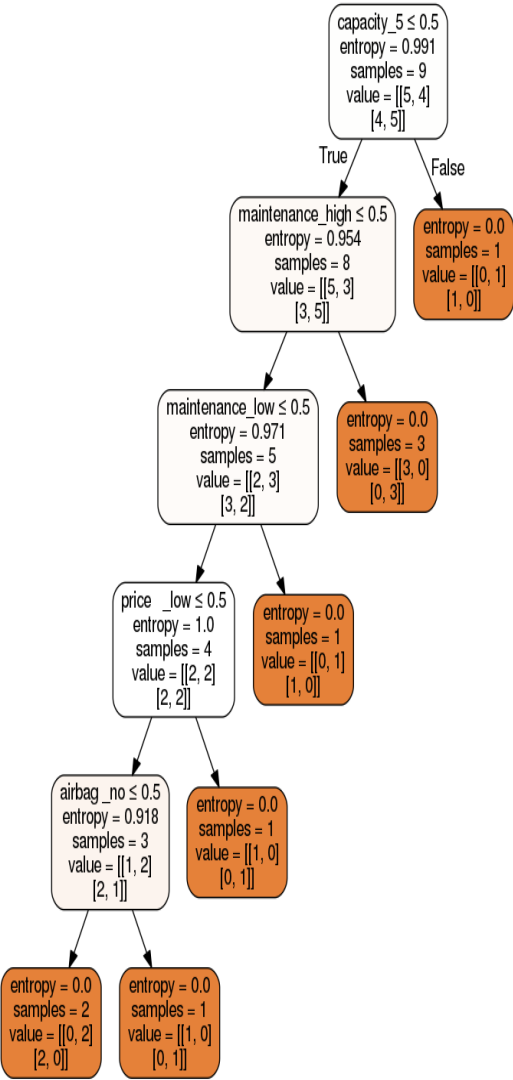 capacity_5 ≤ 0.5
entropy = 0.991
samples = 9
value = [[5, 4]
[4, 5]]
True
False
maintenance_high ≤ 0.5
entropy = 0.954
samples = 8
value = [[5, 3]
[3, 5]]
entropy = 0.0
samples = 1
value = [[0, 1]
[1, 0]]
maintenance_low ≤ 0.5
entropy = 0.971
samples = 5
value = [[2, 3]
[3, 2]]
entropy = 0.0
samples = 3
value = [[3, 0]
[0, 3]]
price _low ≤ 0.5
entropy = 1.0
samples = 4
value = [[2, 2]
[2, 2]]
entropy = 0.0
samples = 1
value = [[0, 1]
[1, 0]]
airbag _no ≤ 0.5
entropy = 0.918
samples = 3
value = [[1, 2]
[2, 1]]
entropy = 0.0
samples = 1
value = [[1, 0]
[0, 1]]
entropy = 0.0
samples = 2
value = [[0, 2]
[2, 0]]
entropy = 0.0
samples = 1
value = [[1, 0]
[0, 1]]